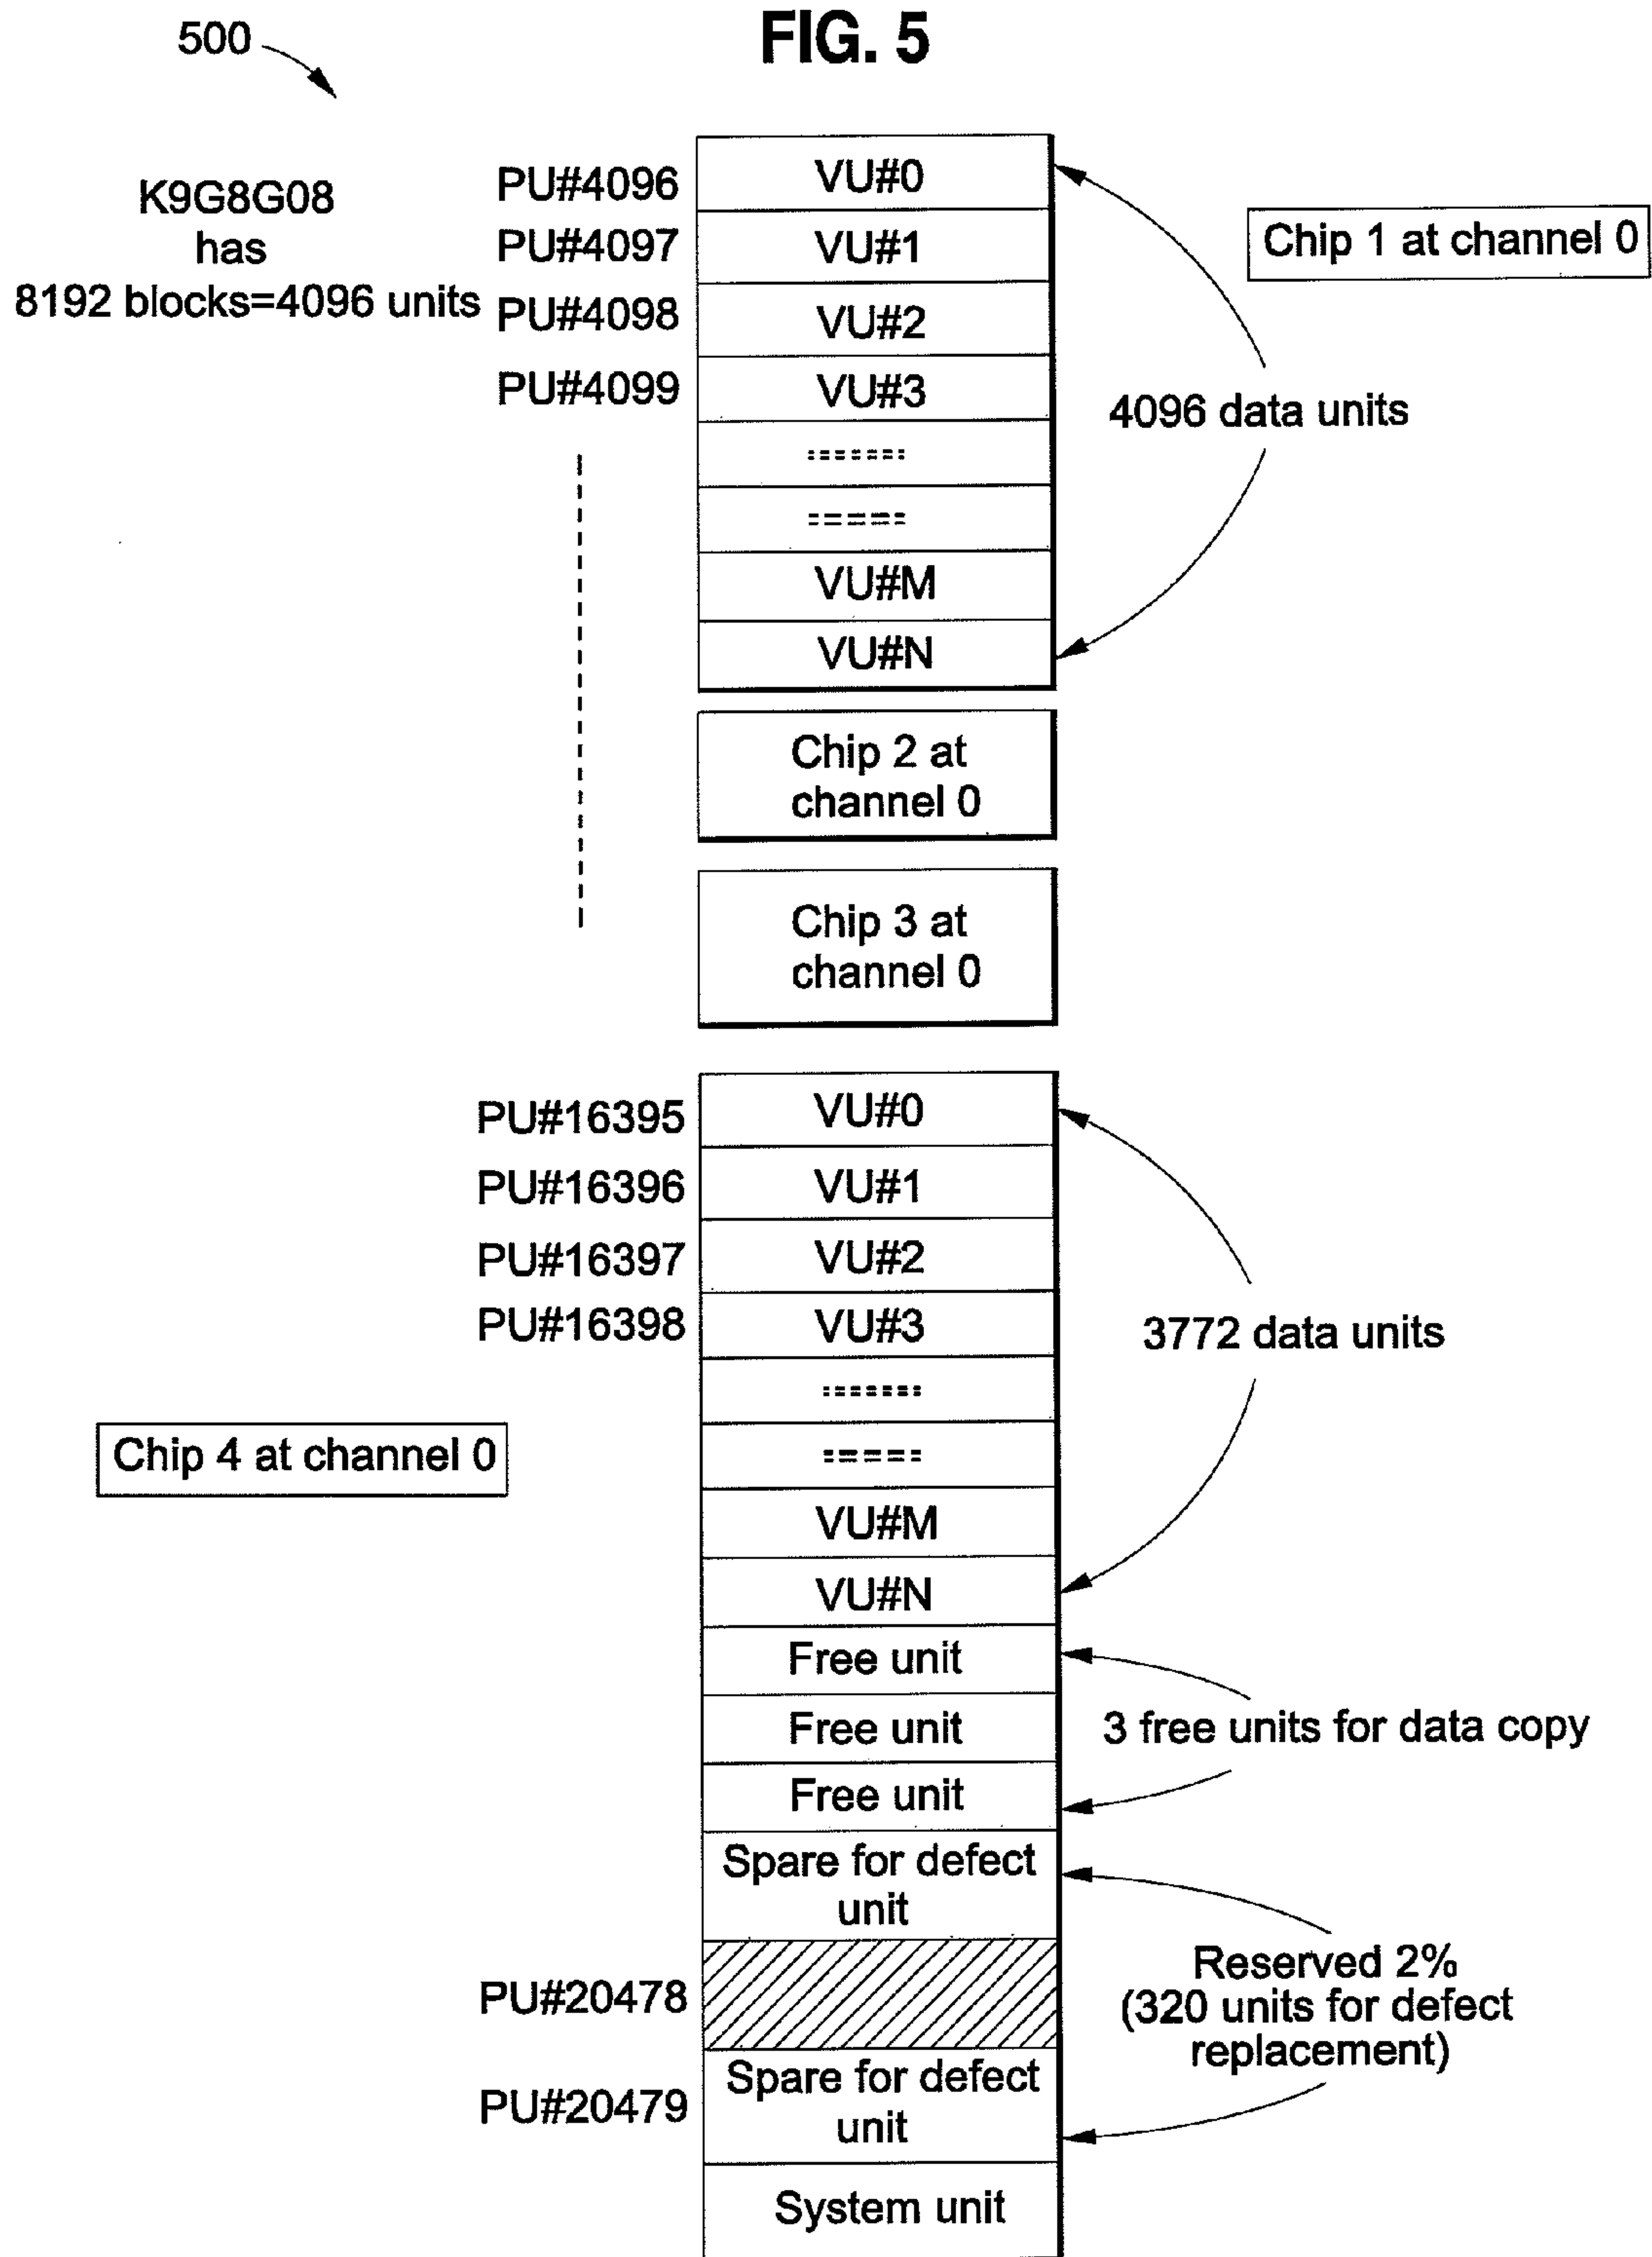 FIG. 5
500
K9G8G08
has
8192 blocks=4096 units
PU#4096
VU#0
PU#4097
VU#1
PU#4098
VU#2
PU#4099
VU#3
VU#M
VU#N
Chip 1 at channel 0
4096 data units
Chip 2 at
channel 0
Chip 3 at
channel 0
PU#16395
VU#0
PU#16396
VU#1
PU#16397
VU#2
PU#16398
VU#3
VU#M
VU#N
3772 data units
Chip 4 at channel 0
Free unit
Free unit
Free unit
3 free units for data copy
Spare for defect
unit
PU#20478
PU#20479
Spare for defect
unit
Reserved 2%
(320 units for defect
replacement)
System unit